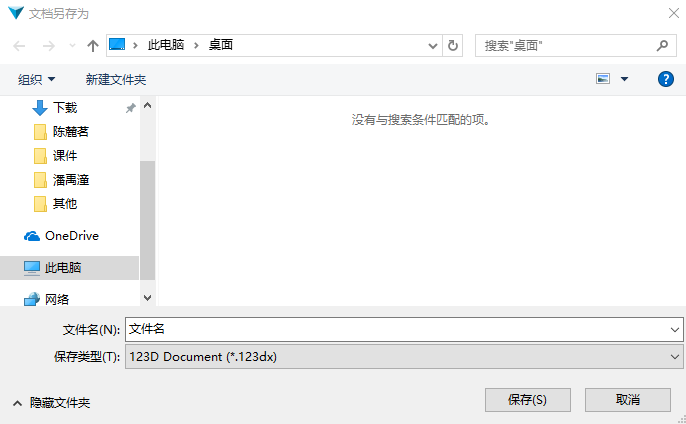 文档另存为
此电脑 桌面
搜索"桌面"
组织 新建文件夹
下载
陈麓茗
课件
潘禹潼
其他
OneDrive
此电脑
网络
没有与搜索条件匹配的项。
文件名(N): 文件名
保存类型(T): 123D Document (*.123dx)
隐藏文件夹
保存(S) 取消